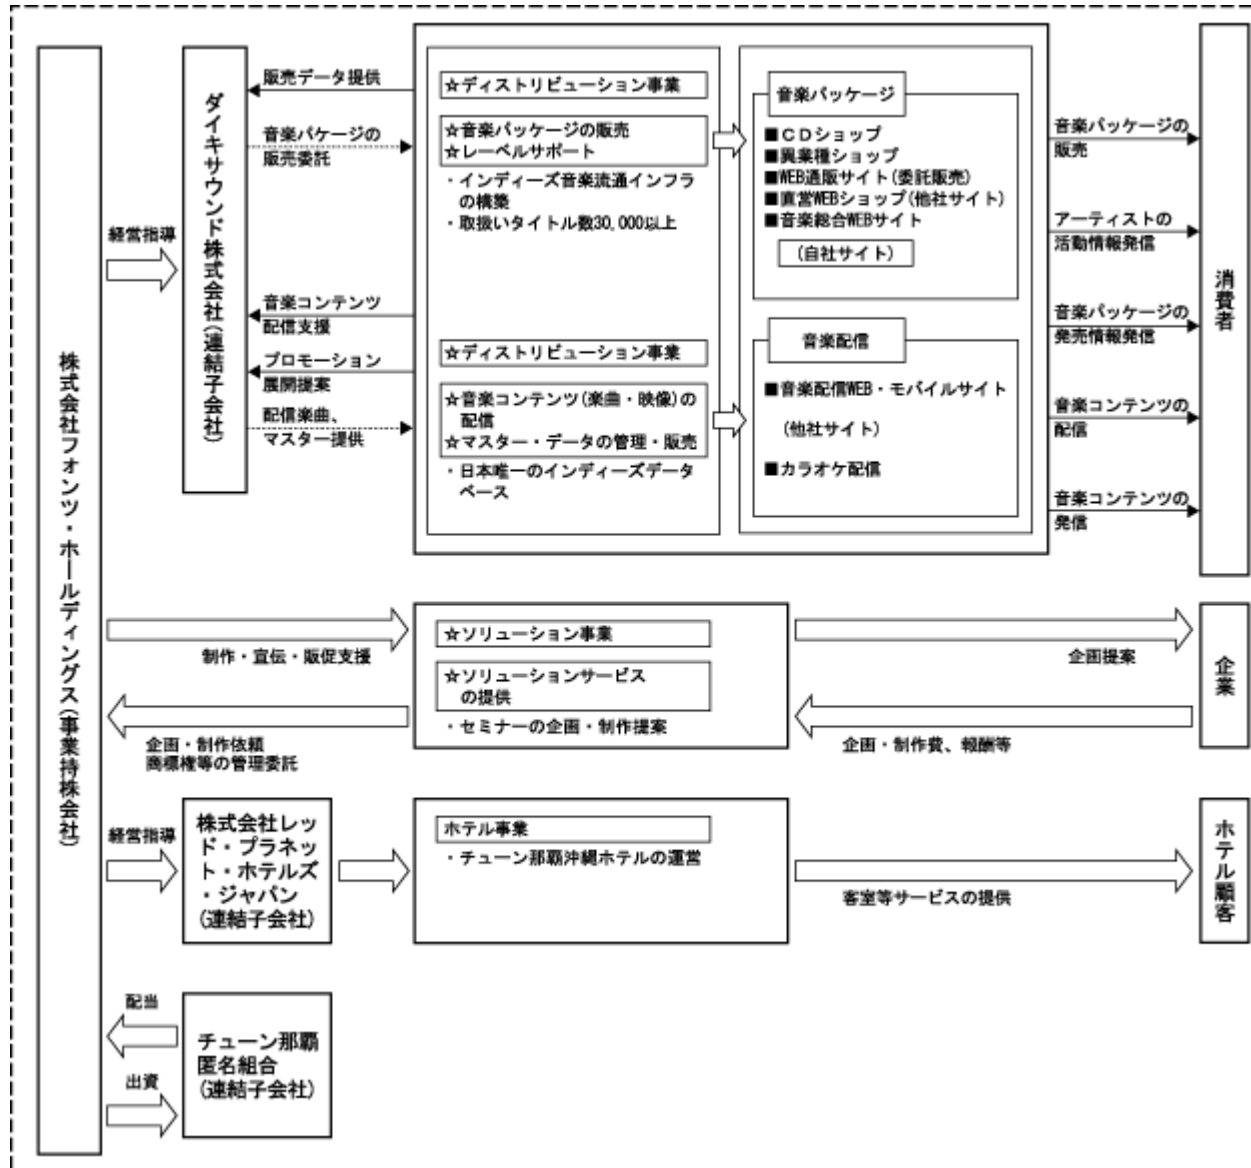 株式会社フォンツ・ホールディングス(事業持株会社)
経営指導
ダイキサウンド株式会社(連結子会社)
販売データ提供
音楽パケージの
販売委託
音楽コンテンツ
配信支援
プロモーション
展開提案
配信楽曲、
マスター提供
☆ディストリビューション事業
☆音楽パッケージの販売
☆レーベルサポート
・インディーズ音楽流通インフラ
の構築
・取扱いタイトル数30,000以上
☆ディストリビューション事業
☆音楽コンテンツ(楽曲・映像)の
配信
☆マスター・データの管理・販売
・日本唯一のインディーズデータ
ベース
音楽パッケージ
■CDショップ
■異業種ショップ
■WEB通販サイト(委託販売)
■直営WEBショップ(他社サイト)
■音楽総合WEBサイト
(自社サイト)
音楽配信
■音楽配信WEB・モバイルサイト
(他社サイト)
■カラオケ配信
音楽パッケージの
販売
アーティストの
活動情報発信
音楽パッケージの
発売情報発信
音楽コンテンツの
配信
音楽コンテンツの
発信
消費者
制作・宣伝・販促支援
企画・制作依頼
商標権等の管理委託
☆ソリューション事業
☆ソリューションサービス
の提供
・セミナーの企画・制作提案
企画提案
企画・制作費、報酬等
企業
経営指導
株式会社レッ
ド・プラネッ
ト・ホテルズ
・ジャパン
(連結子会社)
ホテル事業
・チューン那覇沖縄ホテルの運営
客室等サービスの提供
ホテル顧客
配当
出資
チューン那覇
匿名組合
(連結子会社)